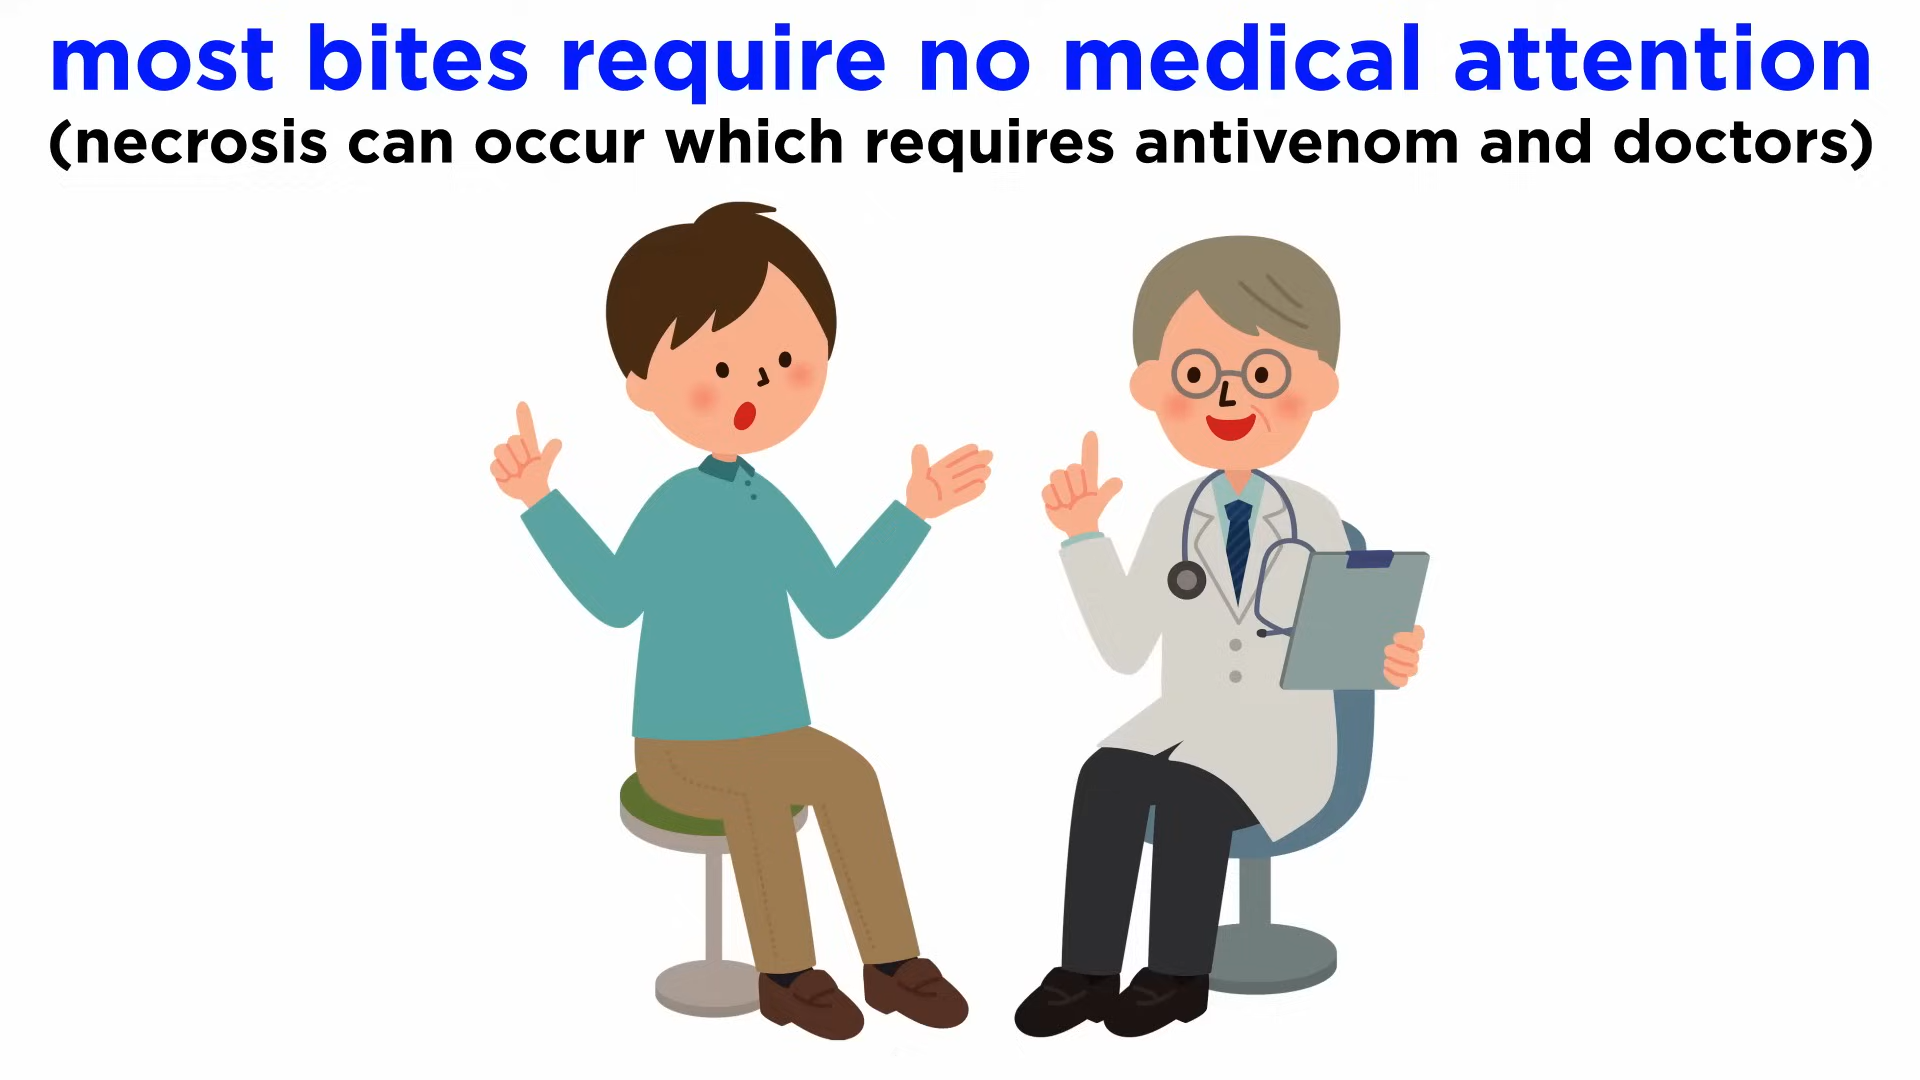 most bites require no medical attention
(necrosis can occur which requires antivenom and doctors)